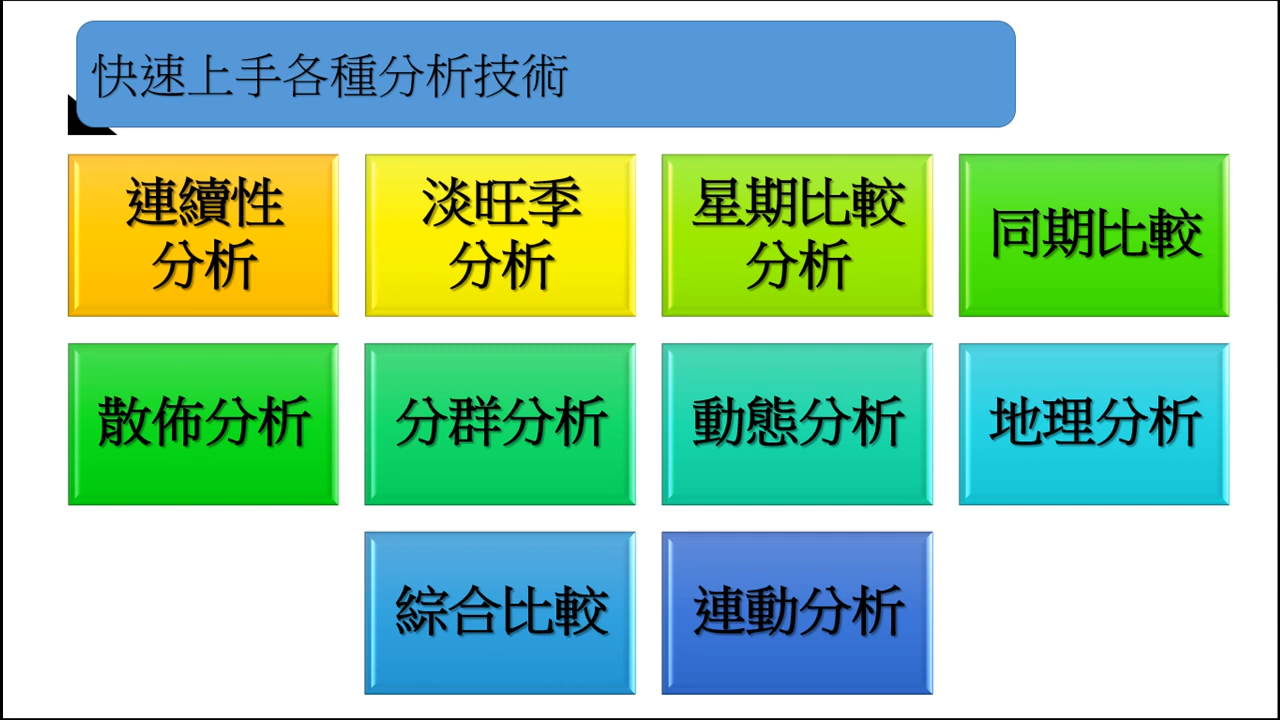 快速上手各種分析技術
連續性
分析
淡旺季
分析
星期比較
分析
同期比較
散佈分析
分群分析
動態分析
地理分析
綜合比較
連動分析